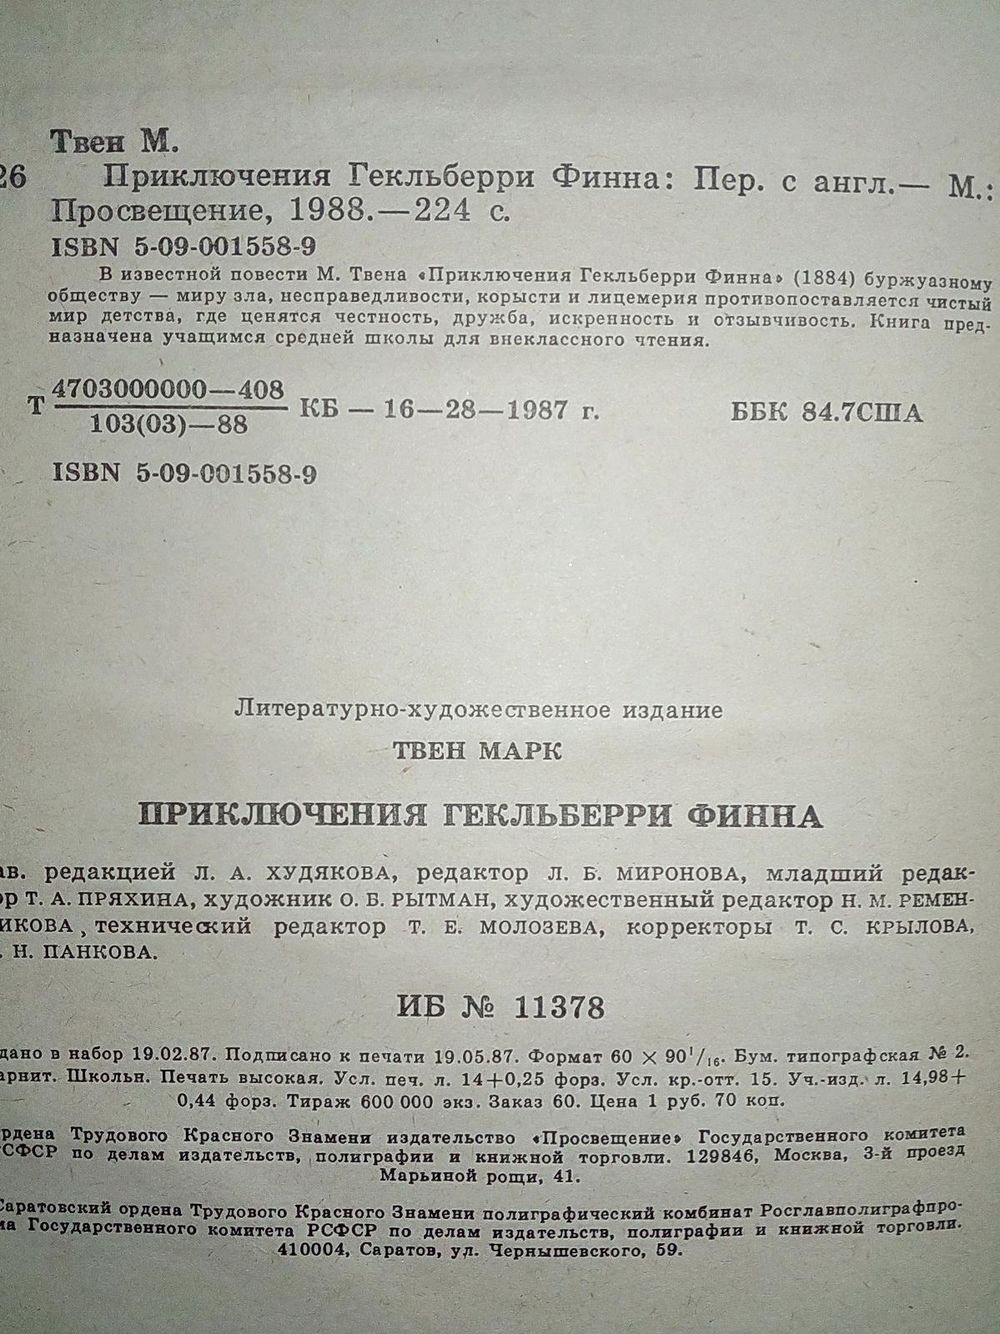 Твен М.
26 Приключения Гекльберри Финна: Пер. с англ.— М.:
Просвещение, 1988.—224 с.
ISBN 5-09-001558-9
В известной повести М. Твена «Приключения Гекльберри Финна» (1884) буржуазному
обществу — миру зла, несправедливости, корысти и лицемерия противопоставляется чистый
мир детства, где ценятся честность, дружба, искренность и отзывчивость. Книга пред-
назначена учащимся средней школы для внеклассного чтения.
4703000000—408
Т КБ — 16—28—1987 г. ББК 84.7США
103(03)—88
ISBN 5-09-001558-9
Литературно-художественное издание
ТВЕН МАРК
ПРИКЛЮЧЕНИЯ ГЕКЛЬБЕРРИ ФИННА
ав. редакцией Л. А. ХУДЯКОВА, редактор Л. Б. МИРОНОВА, младший редак-
ор Т. А. ПРЯХИНА, художник О. Б. РЫТМАН, художественный редактор Н. М. РЕМЕН-
ИКОВА, технический редактор Т. Е. МОЛОЗЕВА, корректоры Т. С. КРЫЛОВА,
. Н. ПАНКОВА.
ИБ № 11378
дано в набор 19.02.87. Подписано к печати 19.05.87. Формат 60 × 90 1/16. Бум. типографская № 2.
арнит. Школьн. Печать высокая. Усл. печ. л. 14+0,25 форз. Усл. кр.-отт. 15. Уч.-изд. л. 14,98+
0,44 форз. Тираж 600 000 экз. Заказ 60. Цена 1 руб. 70 коп.
рдена Трудового Красного Знамени издательство «Просвещение» Государственного комитета
СФСР по делам издательств, полиграфии и книжной торговли. 129846, Москва, 3-й проезд
Марьиной рощи, 41.
Саратовский ордена Трудового Красного Знамени полиграфический комбинат Росглавполиграфпро-
ма Государственного комитета РСФСР по делам издательств, полиграфии и книжной торговли.
410004, Саратов, ул. Чернышевского, 59.